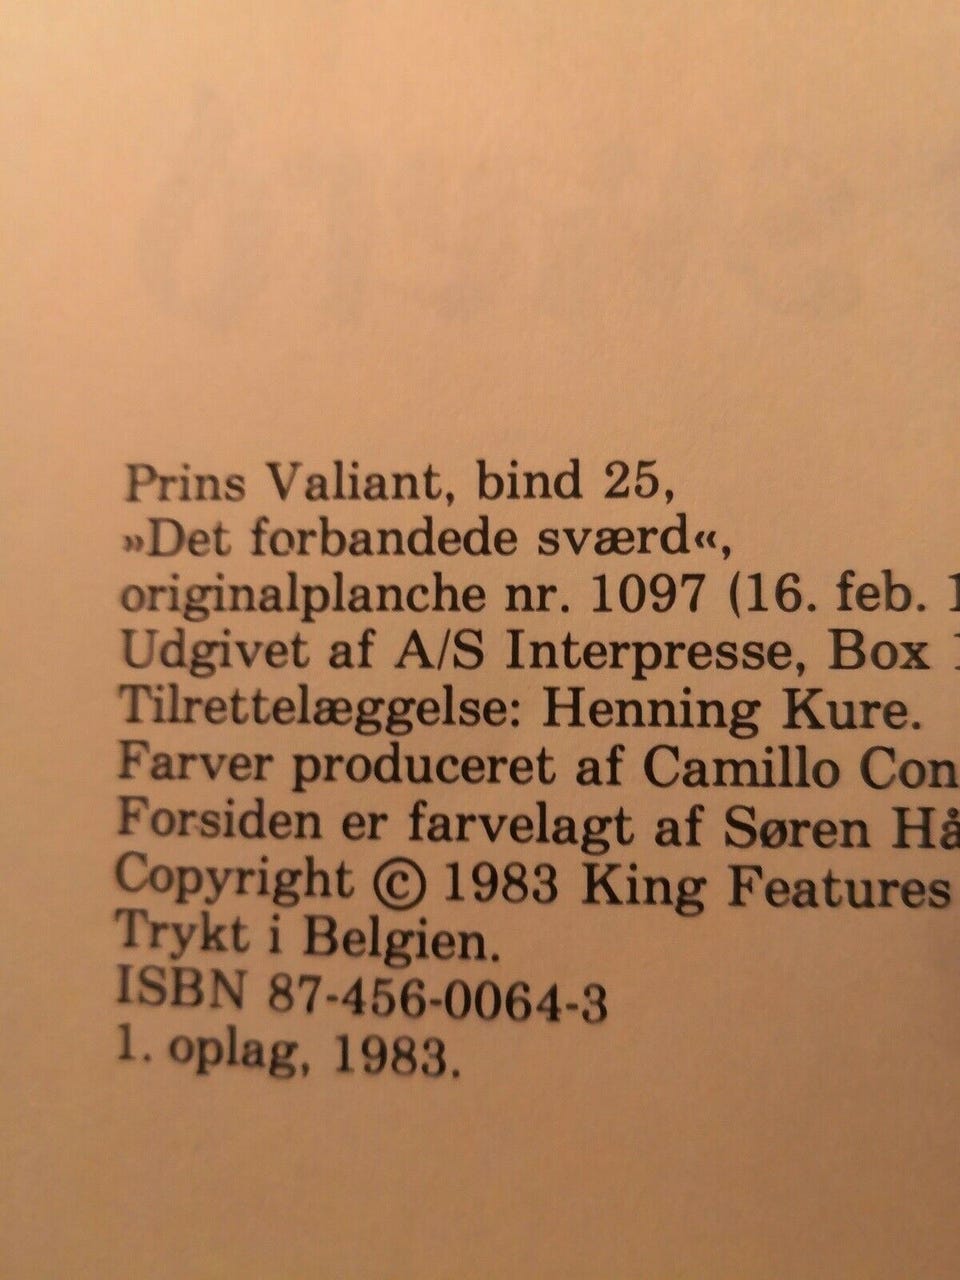 Prins Valiant, bind 25,
»Det forbandede sværd«,
originalplanche nr. 1097 (16. feb.
Udgivet af A/S Interpresse, Box
Tilrettelæggelse: Henning Kure.
Farver produceret af Camillo Con
Forsiden er farvelagt af Søren Hå
Copyright © 1983 King Features
Trykt i Belgien.
ISBN 87-456-0064-3
1. oplag, 1983.